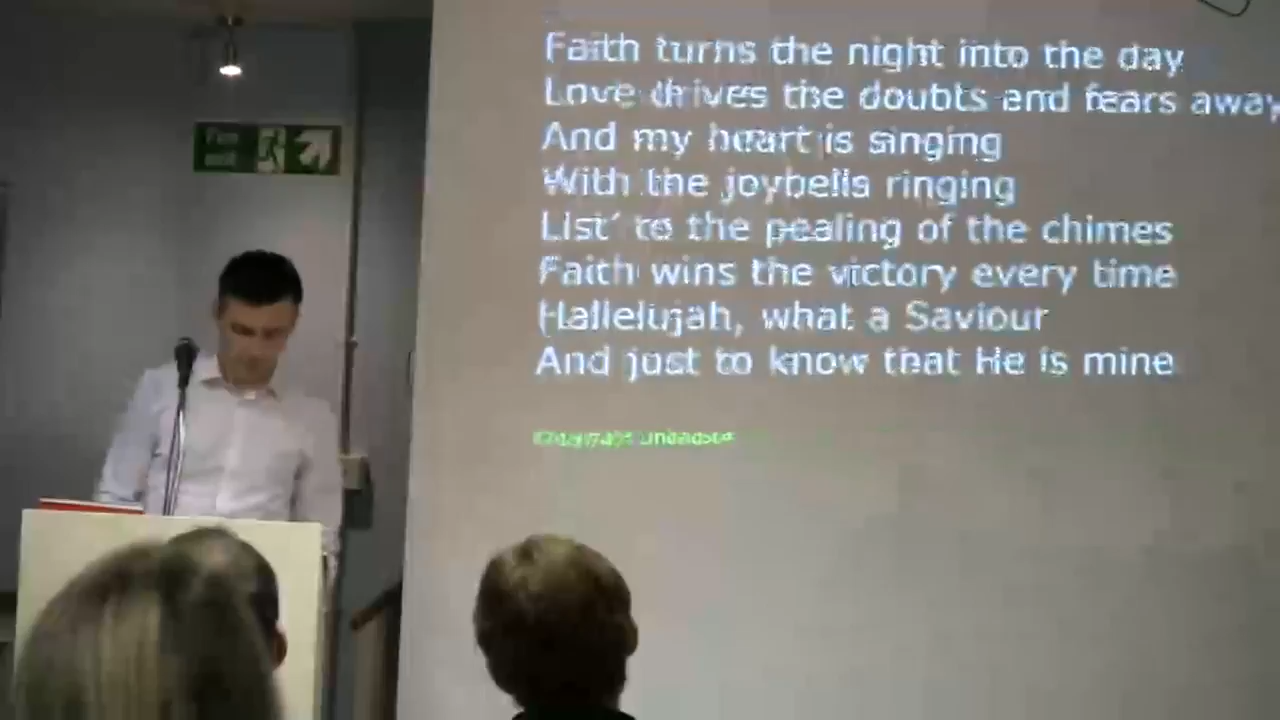 Faith turns the night into the day
Love drives the doubts and fears away
And my heart is singing
With the joybells ringing
List' to the pealing of the chimes
Faith wins the victory every time
Hallelujah, what a Saviour
And just to know that He is mine